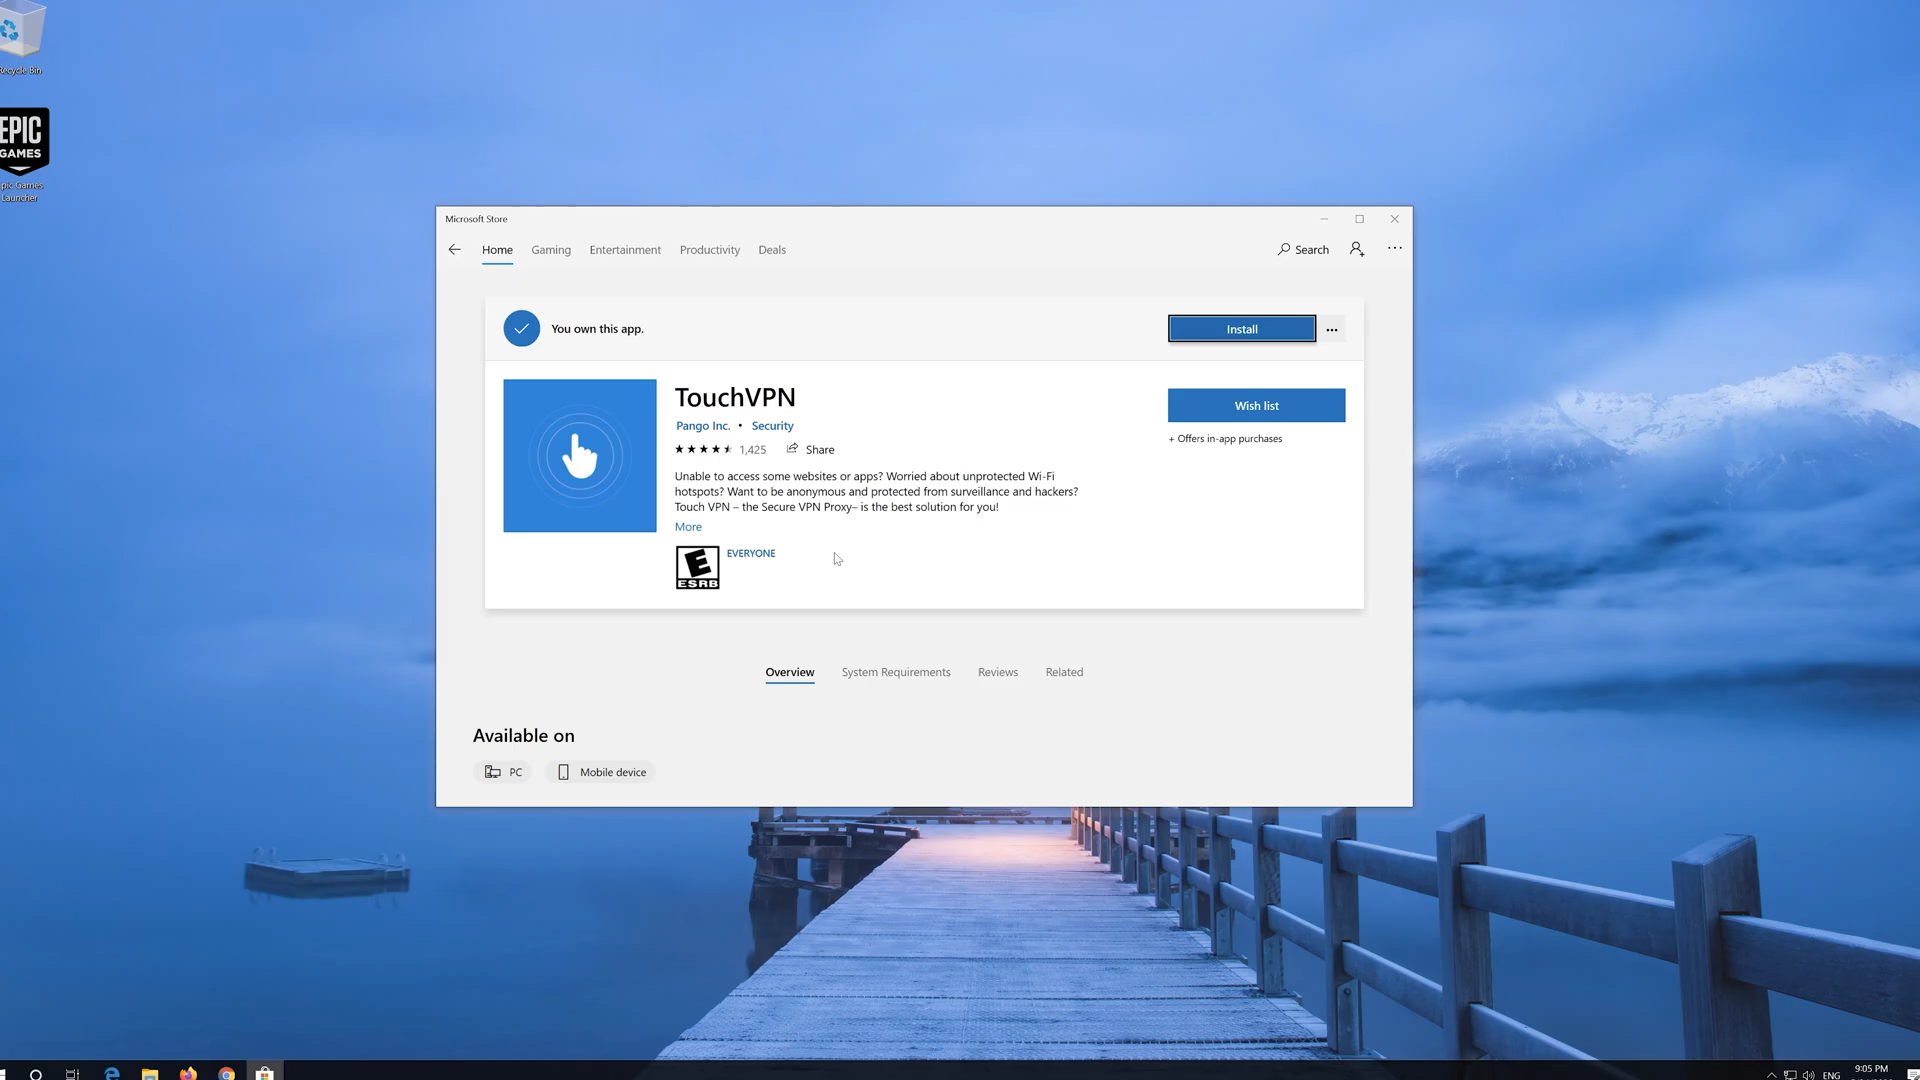 Recycle Bin
EPIC
GAMES
Epic Games
Launcher
Microsoft Store
Home Gaming Entertainment Productivity Deals Search
You own this app. Install
TouchVPN
Wish list
Pango Inc. • Security
+ Offers in-app purchases
1,425 Share
Unable to access some websites or apps? Worried about unprotected Wi-Fi
hotspots? Want to be anonymous and protected from surveillance and hackers?
Touch VPN – the Secure VPN Proxy– is the best solution for you!
More
E
ESRB
EVERYONE
Overview System Requirements Reviews Related
Available on
PC Mobile device
ENG
9:05 PM